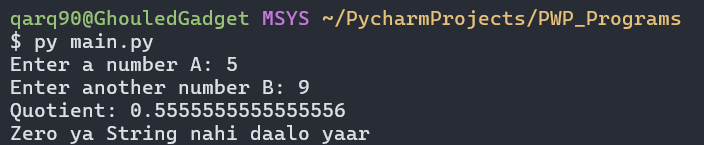 qarq90@GhouledGadget MSYS ~/PycharmProjects/PWP_Programs
$ py main.py
Enter a number A: 5
Enter another number B: 9
Quotient: 0.5555555555555556
Zero ya String nahi daalo yaar